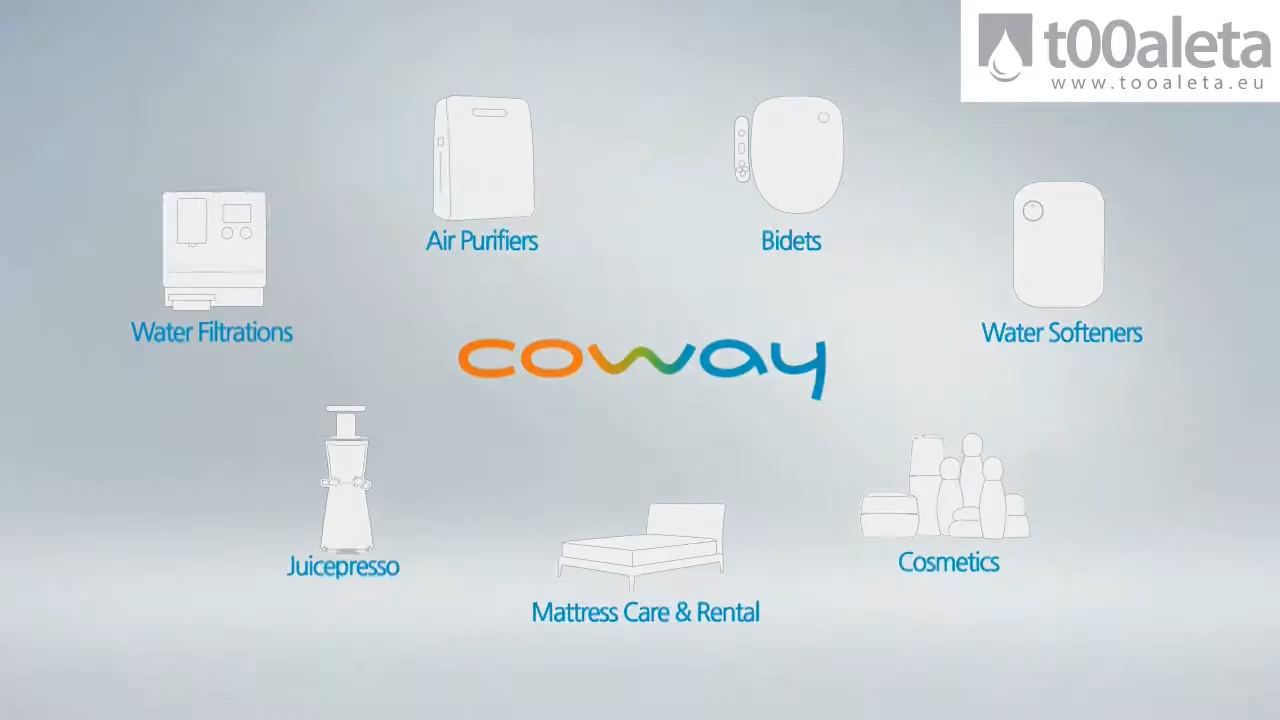 t00aleta
www.tooaleta.eu
Air Purifiers
Bidets
Water Filtrations
Water Softeners
coway
Juicepresso
Cosmetics
Mattress Care & Rental